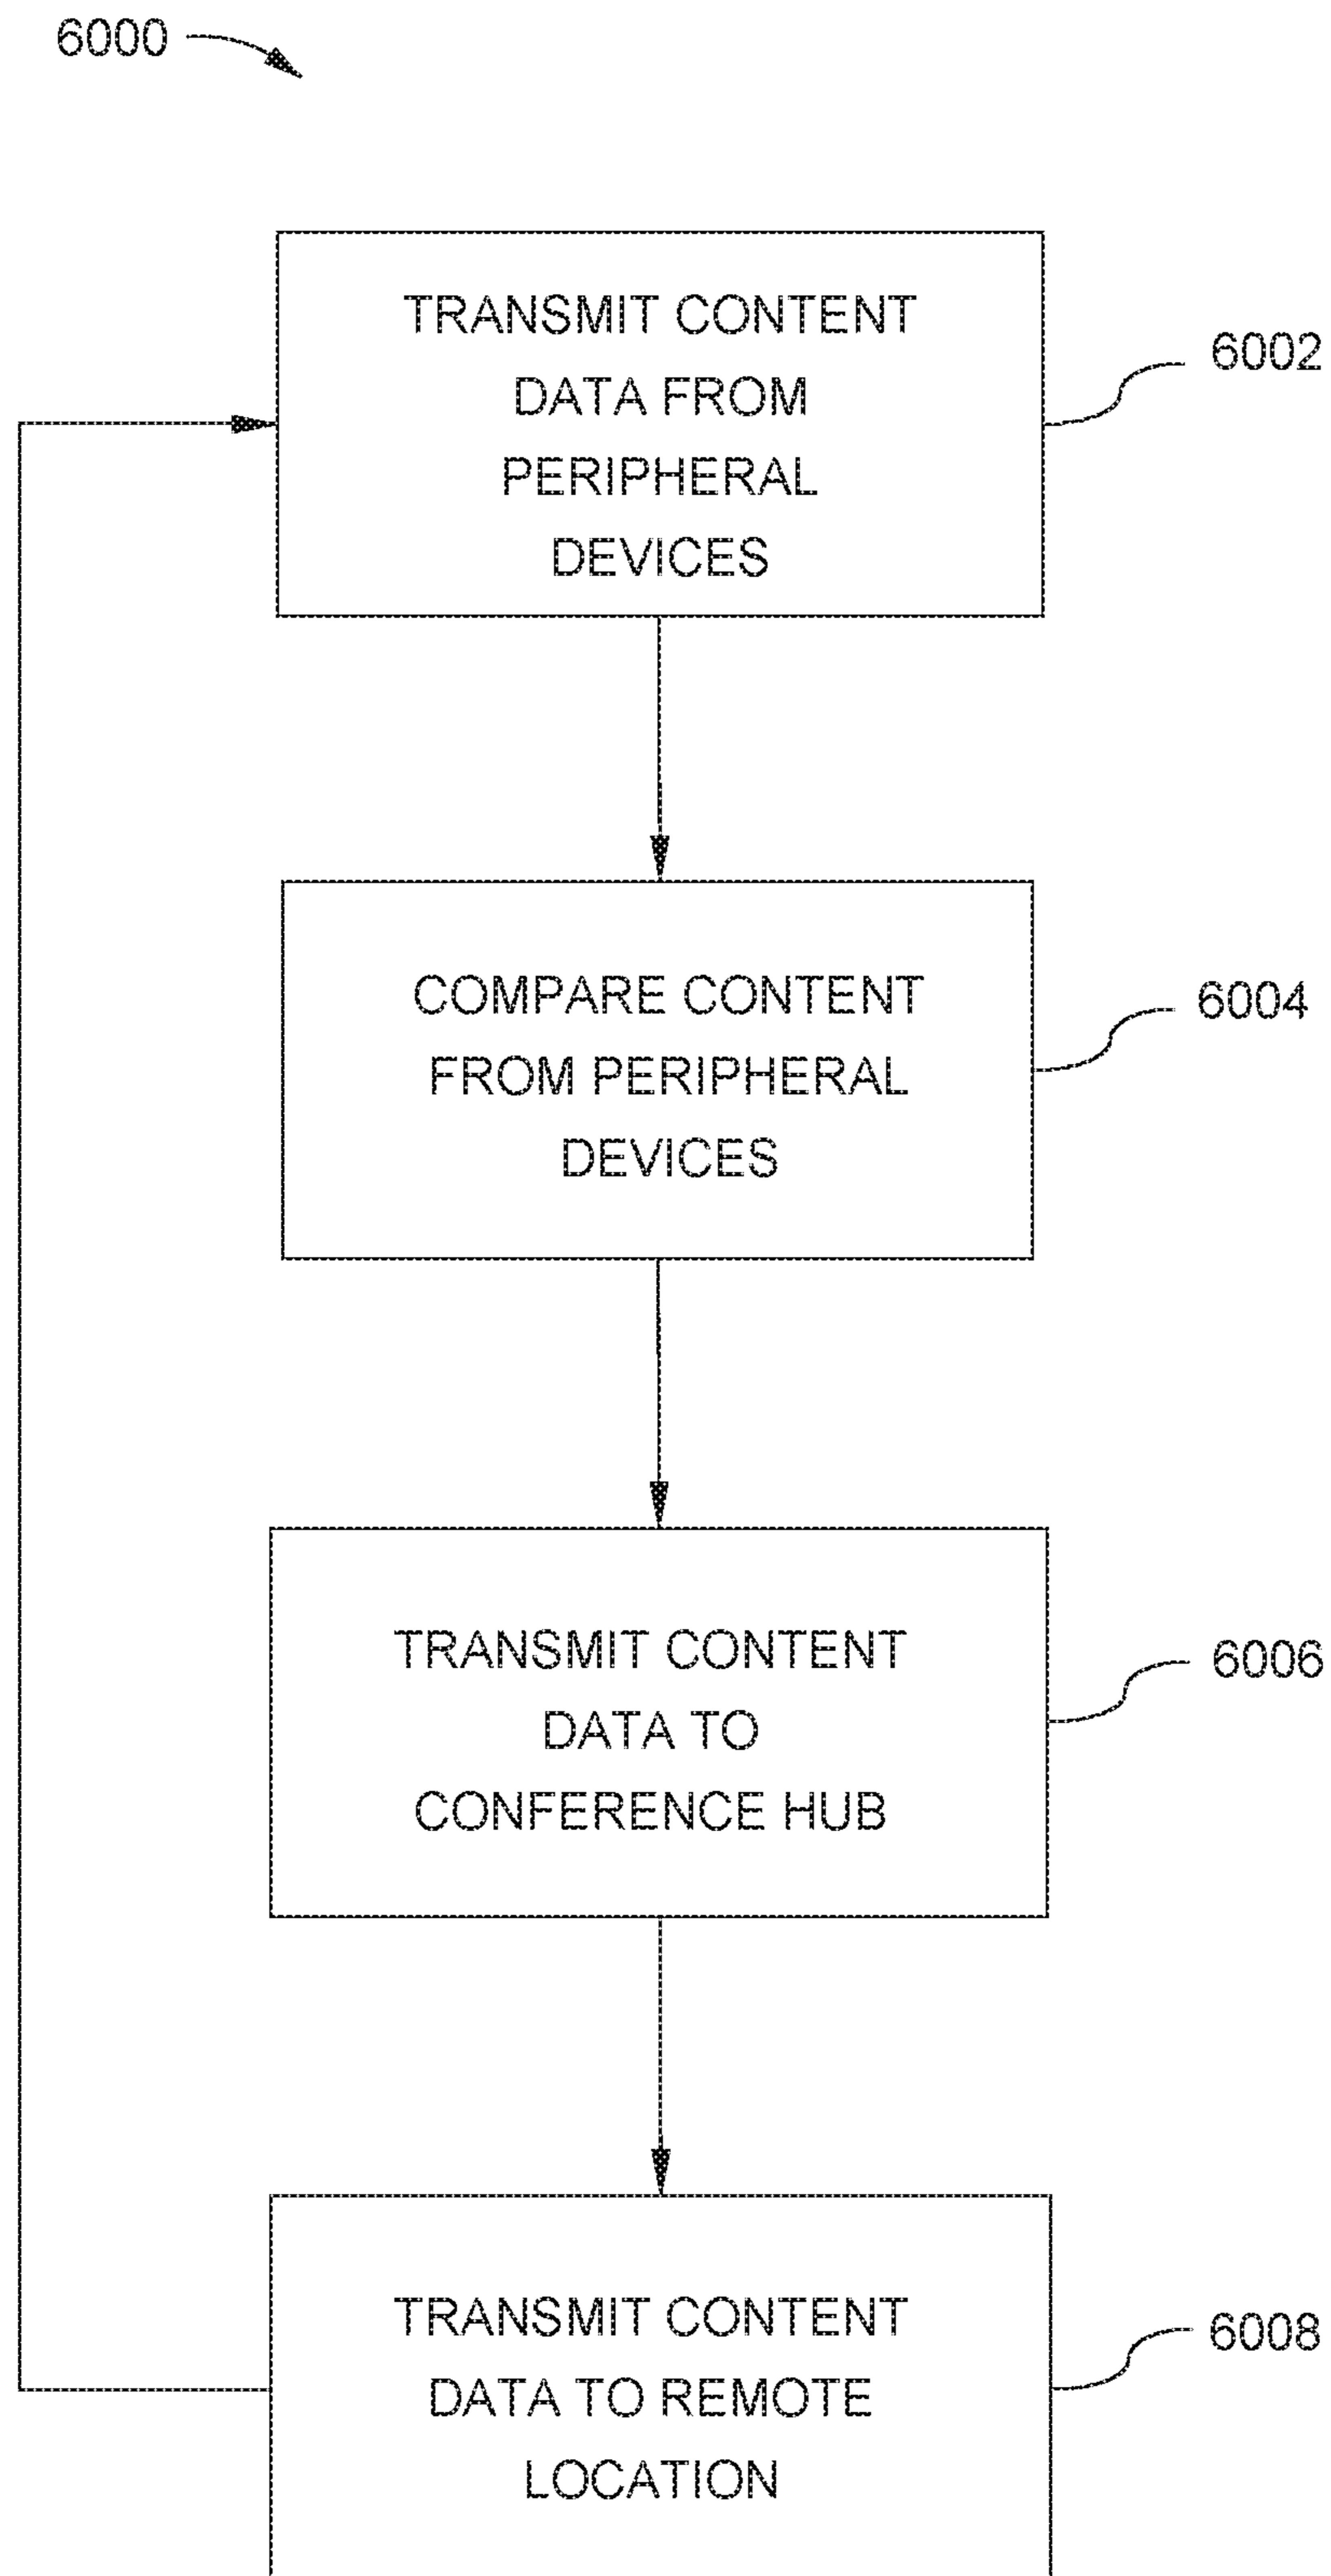 6000
TRANSMIT CONTENT
DATA FROM
PERIPHERAL
DEVICES
6002
COMPARE CONTENT
FROM PERIPHERAL
DEVICES
6004
TRANSMIT CONTENT
DATA TO
CONFERENCE HUB
6006
TRANSMIT CONTENT
DATA TO REMOTE
LOCATION
6008